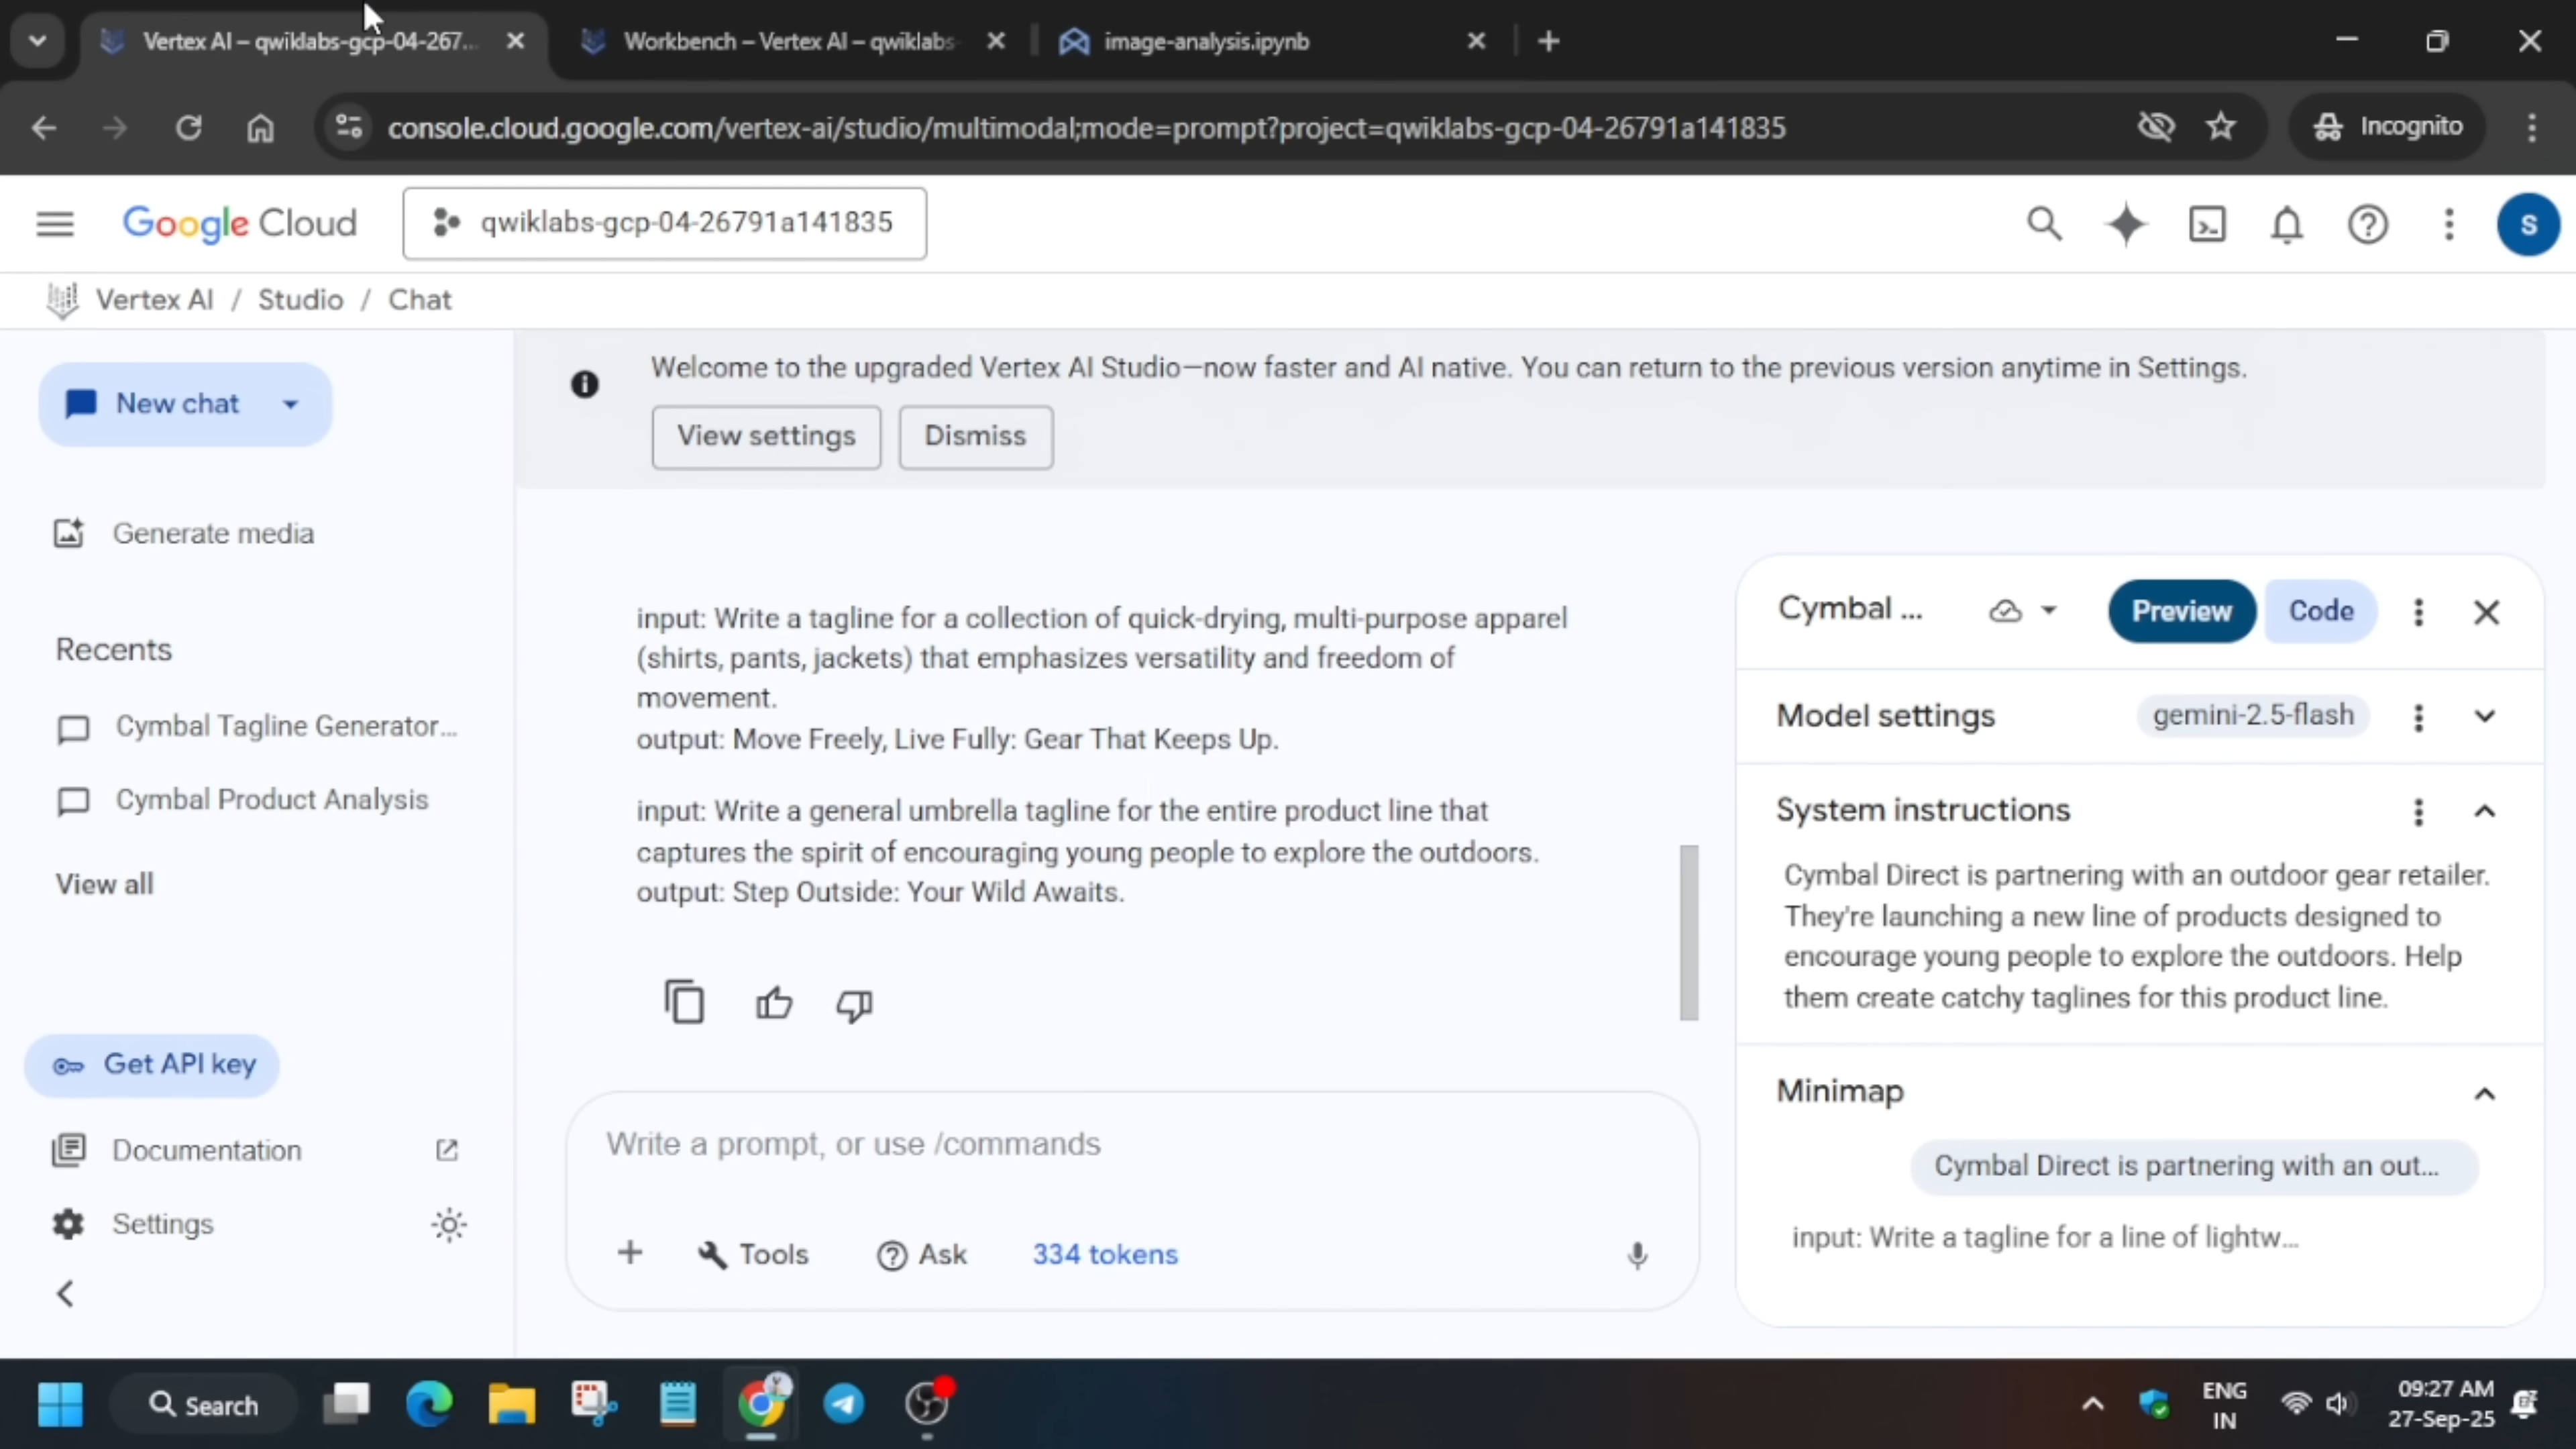 Vertex AI – qwiklabs-gcp-04-267...
Workbench – Vertex AI – qwiklabs-
image-analysis.ipynb
console.cloud.google.com/vertex-ai/studio/multimodal;mode=prompt?project=qwiklabs-gcp-04-26791a141835
Incognito
Google Cloud
qwiklabs-gcp-04-26791a141835
S
Vertex AI / Studio / Chat
New chat
Generate media
Recents
Cymbal Tagline Generator...
Cymbal Product Analysis
View all
Get API key
Documentation
Settings
Welcome to the upgraded Vertex AI Studio—now faster and AI native. You can return to the previous version anytime in Settings.
View settings
Dismiss
input: Write a tagline for a collection of quick-drying, multi-purpose apparel
(shirts, pants, jackets) that emphasizes versatility and freedom of
movement.
output: Move Freely, Live Fully: Gear That Keeps Up.
input: Write a general umbrella tagline for the entire product line that
captures the spirit of encouraging young people to explore the outdoors.
output: Step Outside: Your Wild Awaits.
Write a prompt, or use /commands
Tools
Ask
334 tokens
Cymbal ...
Preview
Code
Model settings
gemini-2.5-flash
System instructions
Cymbal Direct is partnering with an outdoor gear retailer.
They're launching a new line of products designed to
encourage young people to explore the outdoors. Help
them create catchy taglines for this product line.
Minimap
Cymbal Direct is partnering with an out...
input: Write a tagline for a line of lightw...
Search
ENG
IN
09:27 AM
27-Sep-25